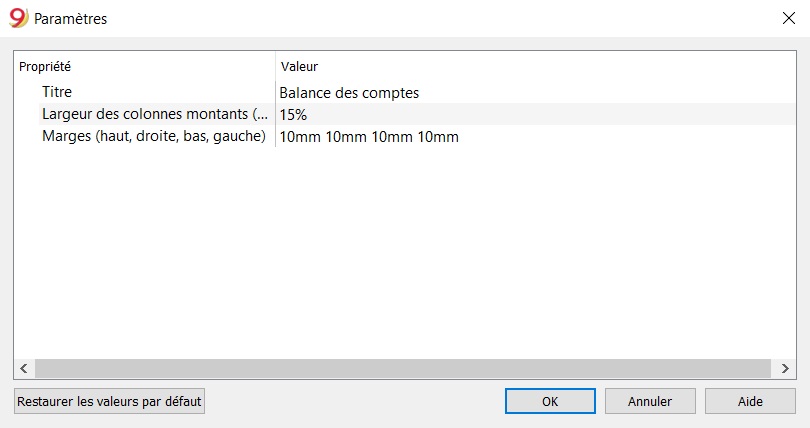 9 Paramètres
Propriété Valeur
Titre Balance des comptes
Largeur des colonnes montants (... 15%
Marges (haut, droite, bas, gauche) 10mm 10mm 10mm 10mm
Restaurer les valeurs par défaut OK Annuler Aide